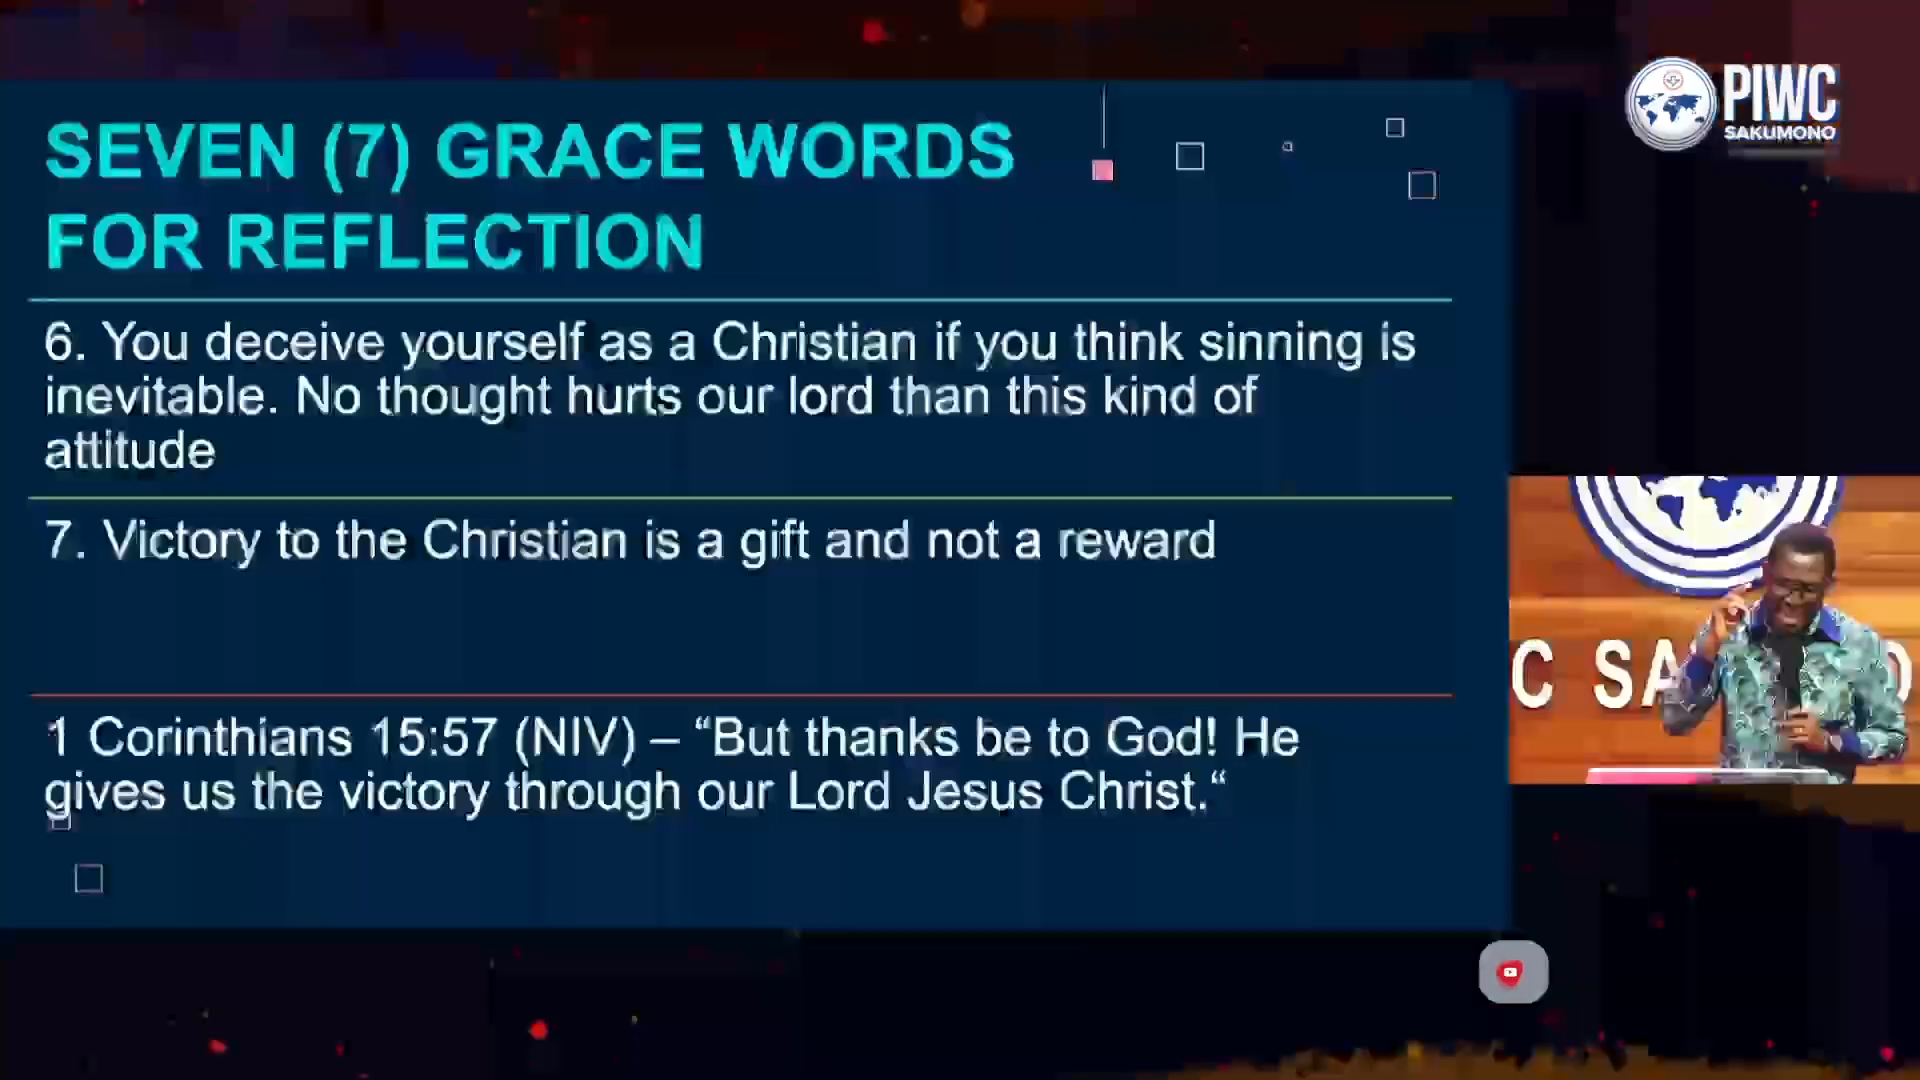 PIWC
SAKUMONO
SEVEN (7) GRACE WORDS
FOR REFLECTION
6. You deceive yourself as a Christian if you think sinning is
inevitable. No thought hurts our lord than this kind of
attitude
7. Victory to the Christian is a gift and not a reward
1 Corinthians 15:57 (NIV) – “But thanks be to God! He
gives us the victory through our Lord Jesus Christ.“
C SA O